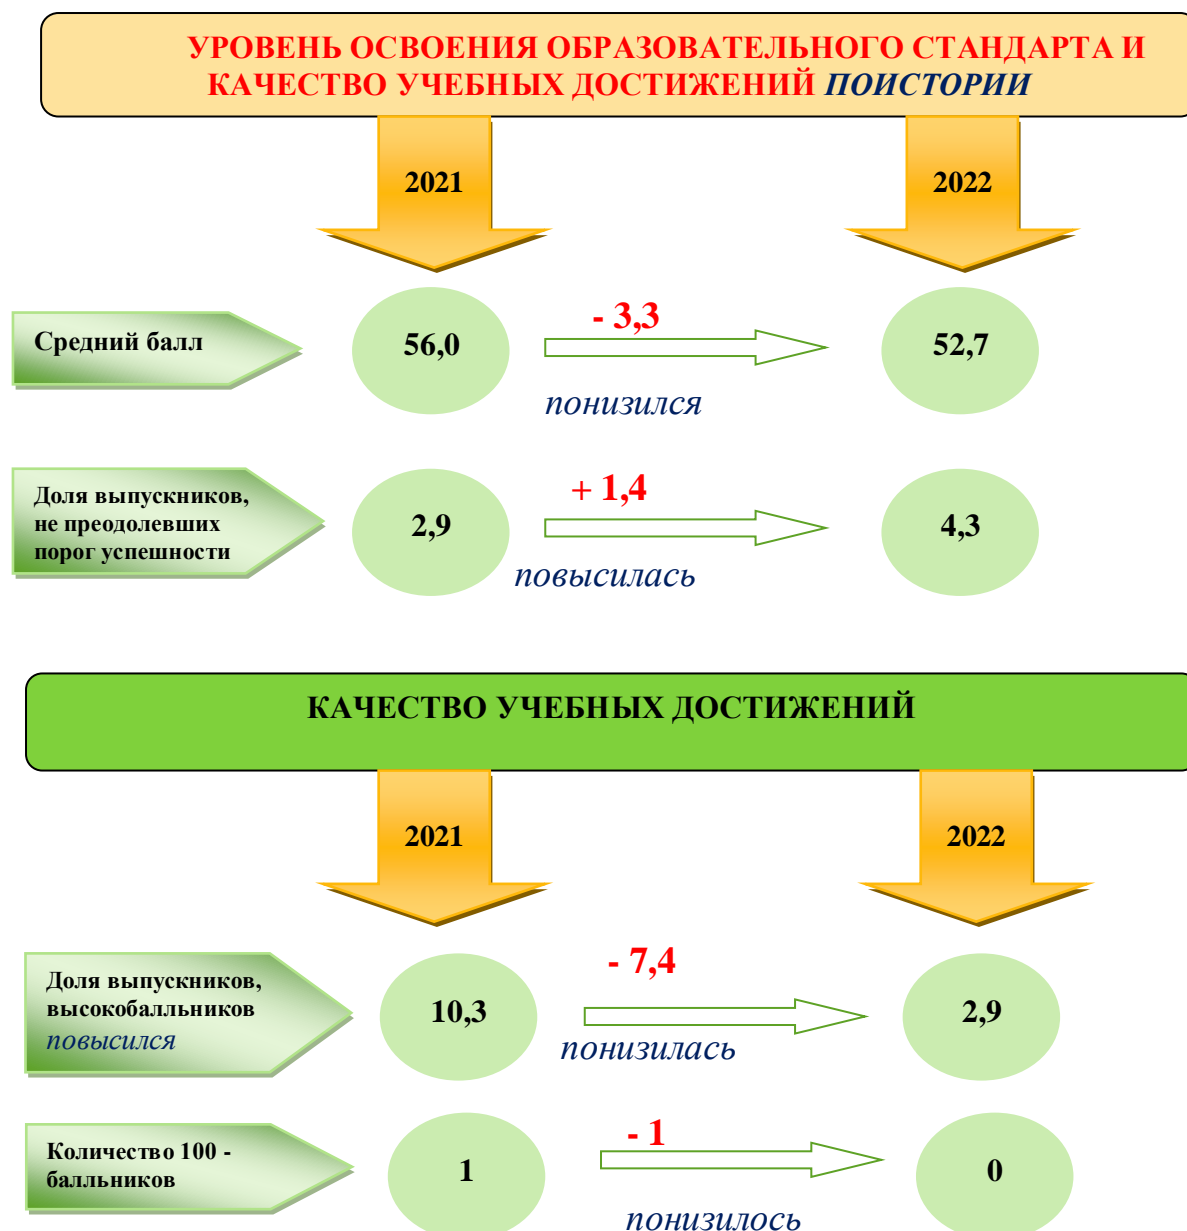 УРОВЕНЬ ОСВОЕНИЯ ОБРАЗОВАТЕЛЬНОГО СТАНДАРТА И
КАЧЕСТВО УЧЕБНЫХ ДОСТИЖЕНИЙ ПОИСТОРИИ
2021
2022
Средний балл
56,0
- 3,3
понизился
52,7
Доля выпускников,
не преодолевших
порог успешности
2,9
+ 1,4
повысилась
4,3
КАЧЕСТВО УЧЕБНЫХ ДОСТИЖЕНИЙ
2021
2022
Доля выпускников,
высокобалльников
повысился
10,3
- 7,4
понизилась
2,9
Количество 100 -
балльников
1
- 1
понизилось
0